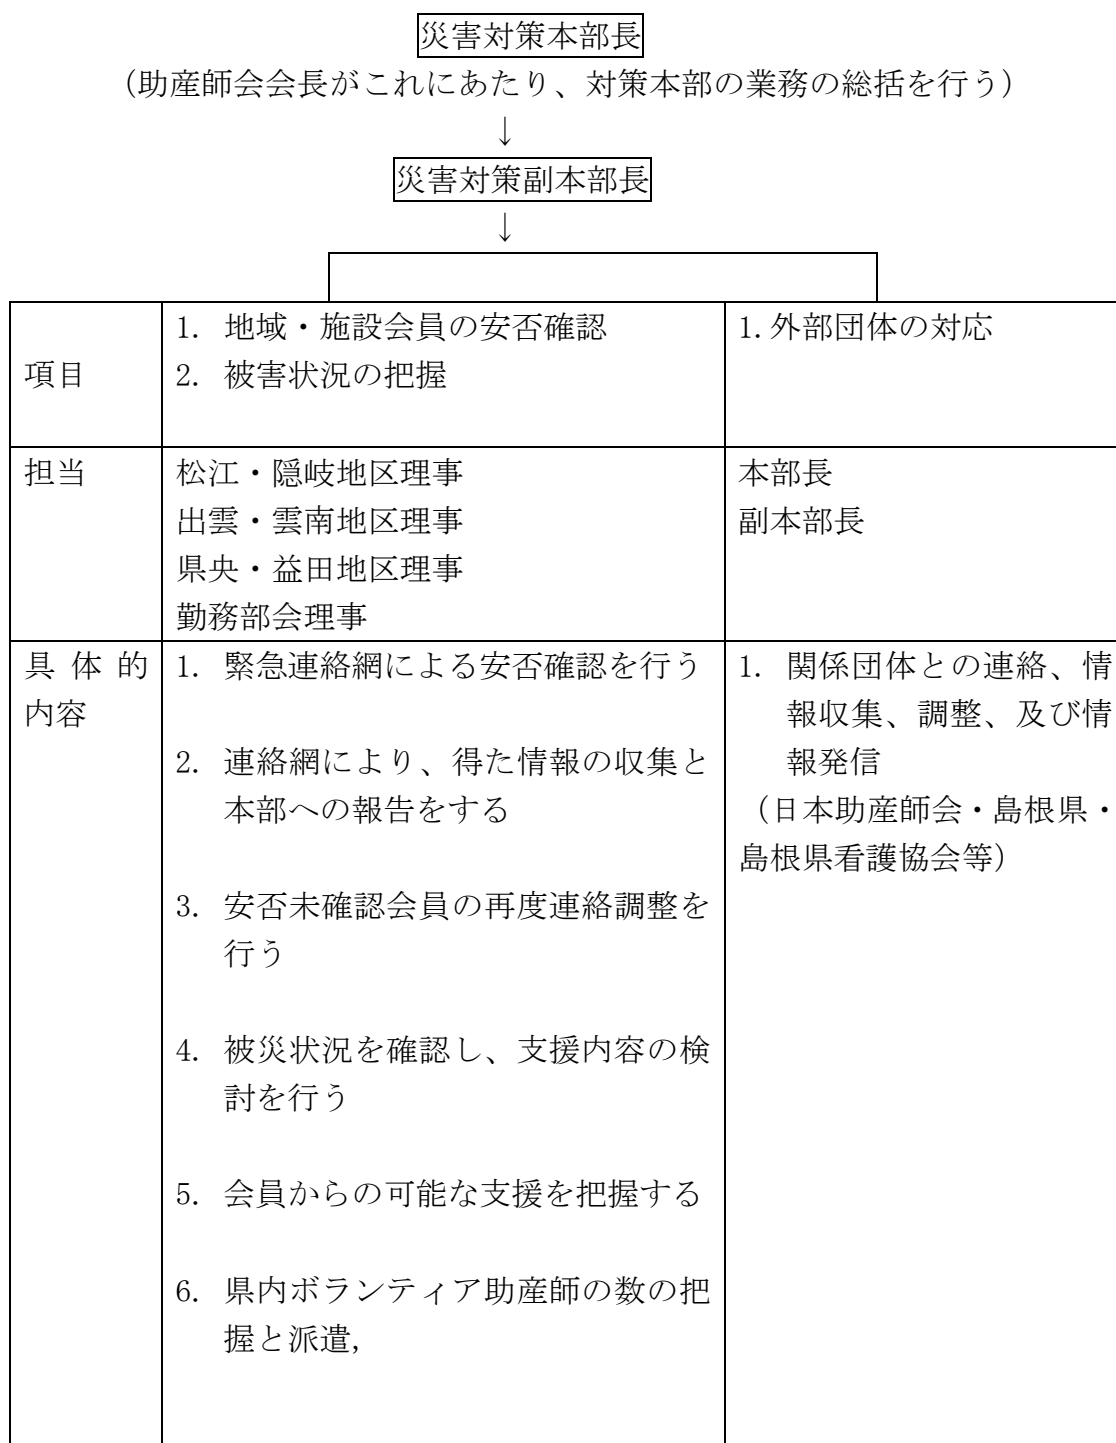 災害対策本部長
（助産師会会長がこれにあたり、対策本部の業務の総括を行う）
↓
災害対策副本部長
↓
項目
1. 地域・施設会員の安否確認
2. 被害状況の把握
1.外部団体の対応
担当
松江・隠岐地区理事
出雲・雲南地区理事
県央・益田地区理事
勤務部会理事
本部長
副本部長
具体的
内容
1. 緊急連絡網による安否確認を行う
2. 連絡網により、得た情報の収集と
本部への報告をする
3. 安否未確認会員の再度連絡調整を
行う
4. 被災状況を確認し、支援内容の検
討を行う
5. 会員からの可能な支援を把握する
6. 県内ボランティア助産師の数の把
握と派遣,
1. 関係団体との連絡、情
報収集、調整、及び情
報発信
（日本助産師会・島根県・
島根県看護協会等）